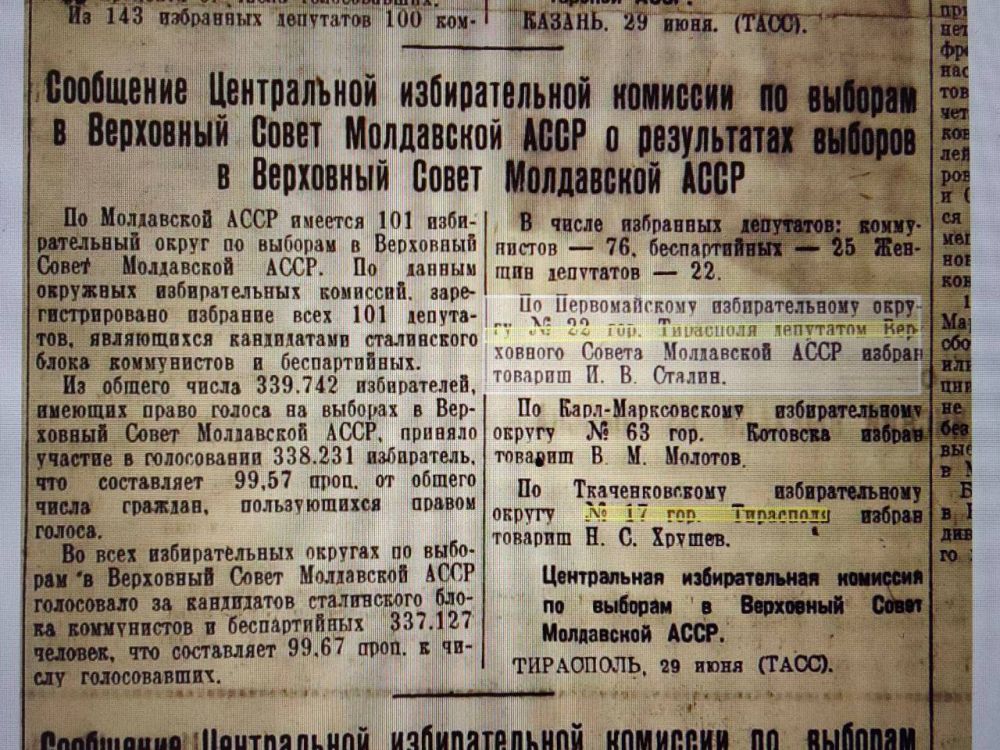 Из 143 избранных депутатов 100 ком-
КАЗАНЬ, 29 июня. (ТАСС).
Сообщение Центральной избирательной комиссии по выборам
в Верховный Совет Молдавской АССР о результатах выборов
в Верховный Совет Молдавской АССР
По Молдавской АССР имеется 101 изби-
рательный округ по выборам в Верховный
Совет Молдавской АССР. По данным
окружных избирательных комиссий, заре-
гистрировано избрание всех 101 депута-
тов, являющихся кандидатами сталинского
блока коммунистов и беспартийных.
Из общего числа 339.742 избирателей,
имеющих право голоса на выборах в Вер-
ховный Совет Молдавской АССР, приняло
участие в голосовании 338.231 избиратель,
что составляет 99,57 проц. от общего
числа граждан, пользующихся правом
голоса.
Во всех избирательных округах по выбо-
рам в Верховный Совет Молдавской АССР
голосовало за кандидатов сталинского бло-
ка коммунистов и беспартийных 337.127
человек, что составляет 99,67 проц. к чи-
слу голосовавших.
В числе избранных депутатов: комму-
нистов — 76, беспартийных — 25 Жен-
щин депутатов — 22.
По Первомайскому избирательному окру-
гу № 22 гор. Тирасполя депутатом Вер-
ховного Совета Молдавской АССР избран
товарищ И. В. Сталин.
По Карл-Марксовскому избирательному
округу № 63 гор. Котовска избран
товарищ В. М. Молотов.
По Ткаченковскому избирательному
округу № 17 гор. Тирасполя избран
товарищ Н. С. Хрущев.
Центральная избирательная комиссия
по выборам в Верховный Совет
Молдавской АССР.
ТИРАСПОЛЬ, 29 июня (ТАСС).
Сообщение Центральной избирательной комиссии по выборам